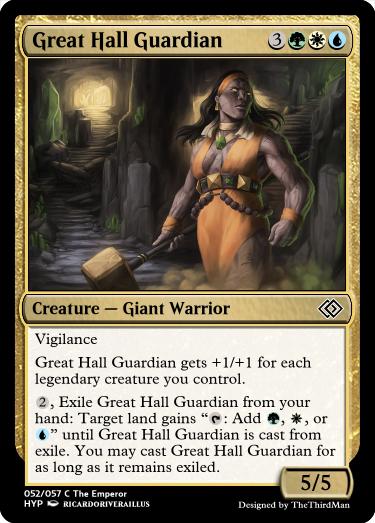 Great Hall Guardian 3
Creature — Giant Warrior
Vigilance
Great Hall Guardian gets +1/+1 for each
legendary creature you control.
2, Exile Great Hall Guardian from your
hand: Target land gains “: Add , , or
” until Great Hall Guardian is cast from
exile. You may cast Great Hall Guardian for
as long as it remains exiled.
5/5
052/057 C The Emperor
HYP RICARDORIVERAILLUS
Designed by TheThirdMan